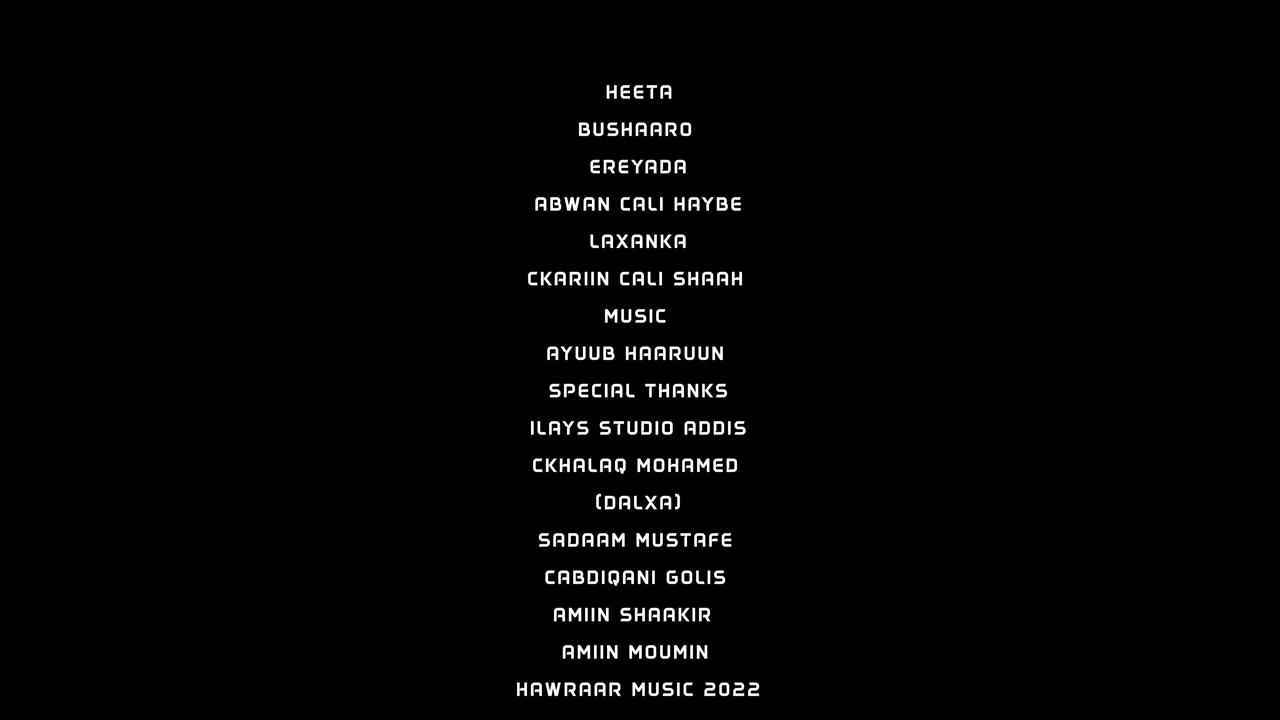 HEETA
BUSHAARO
EREYADA
ABWAN CALI HAYBE
LAXANKA
CKARIIN CALI SHAAH
MUSIC
AYUUB HAARUUN
SPECIAL THANKS
ILAYS STUDIO ADDIS
CKHALAQ MOHAMED
(DALXA)
SADAAM MUSTAFE
CABDIQANI GOLIS
AMIIN SHAAKIR
AMIIN MOUMIN
HAWRAAR MUSIC 2022